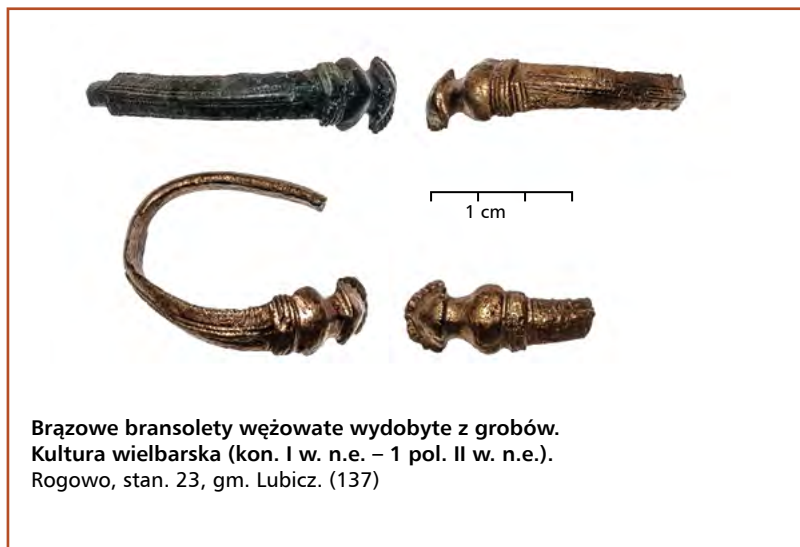 1 cm
Brązowe bransolety wężowate wydobyte z grobów.
Kultura wielbarska (kon. I w. n.e. – 1 pol. II w. n.e.).
Rogowo, stan. 23, gm. Lubicz. (137)